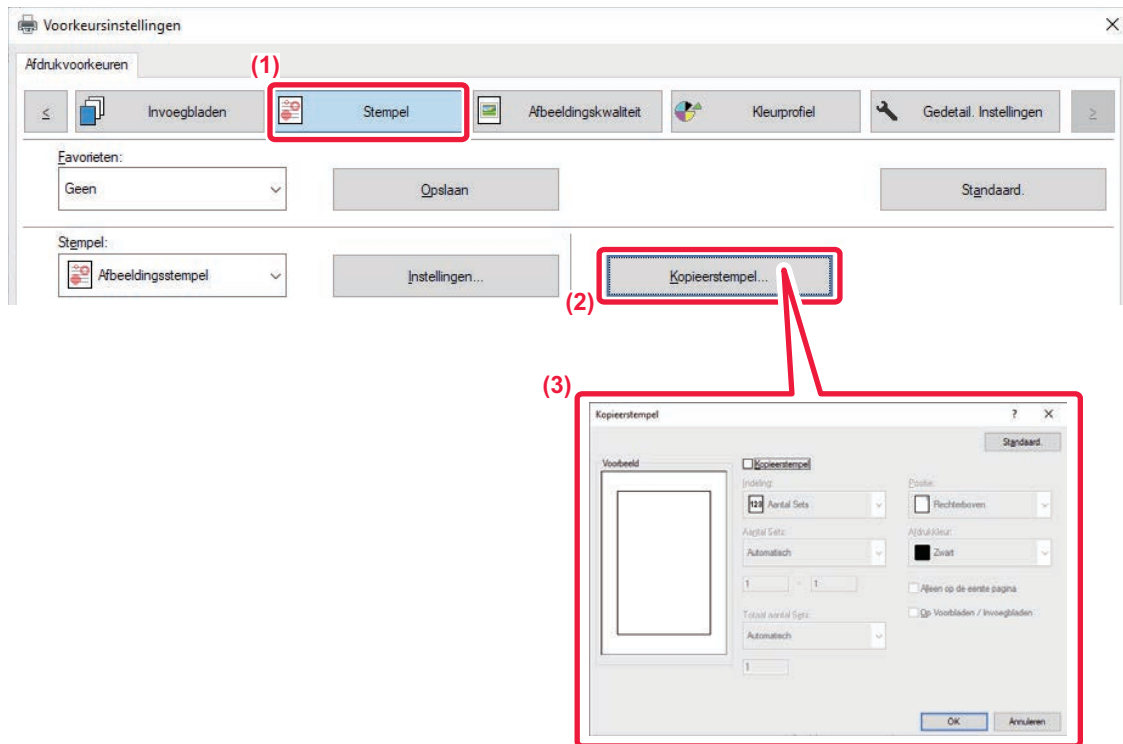 Voorkeursinstellingen
Afdrukvoorkeuren
(1)
< Invoegbladen Stempel Afbeeldingskwaliteit Kleurprofiel Gedetail. Instellingen >
Favorieten:
Geen Opslaan Standaard.
Stempel:
Afbeeldingsstempel Instellingen... Kopieerstempel...
(2)
(3)
Kopieerstempel ?
Standaard.
Voorbeeld Kopieerstempel
Indeling: Positie:
123 Aantal Sets Rechterboven
Aantal Sets: Afdrukkleur:
Automatisch Zwart
1 - 1 Alleen op de eerste pagina
Totaal aantal Sets: Op Voorbladen / Invoegbladen
Automatisch
1
OK Annuleren